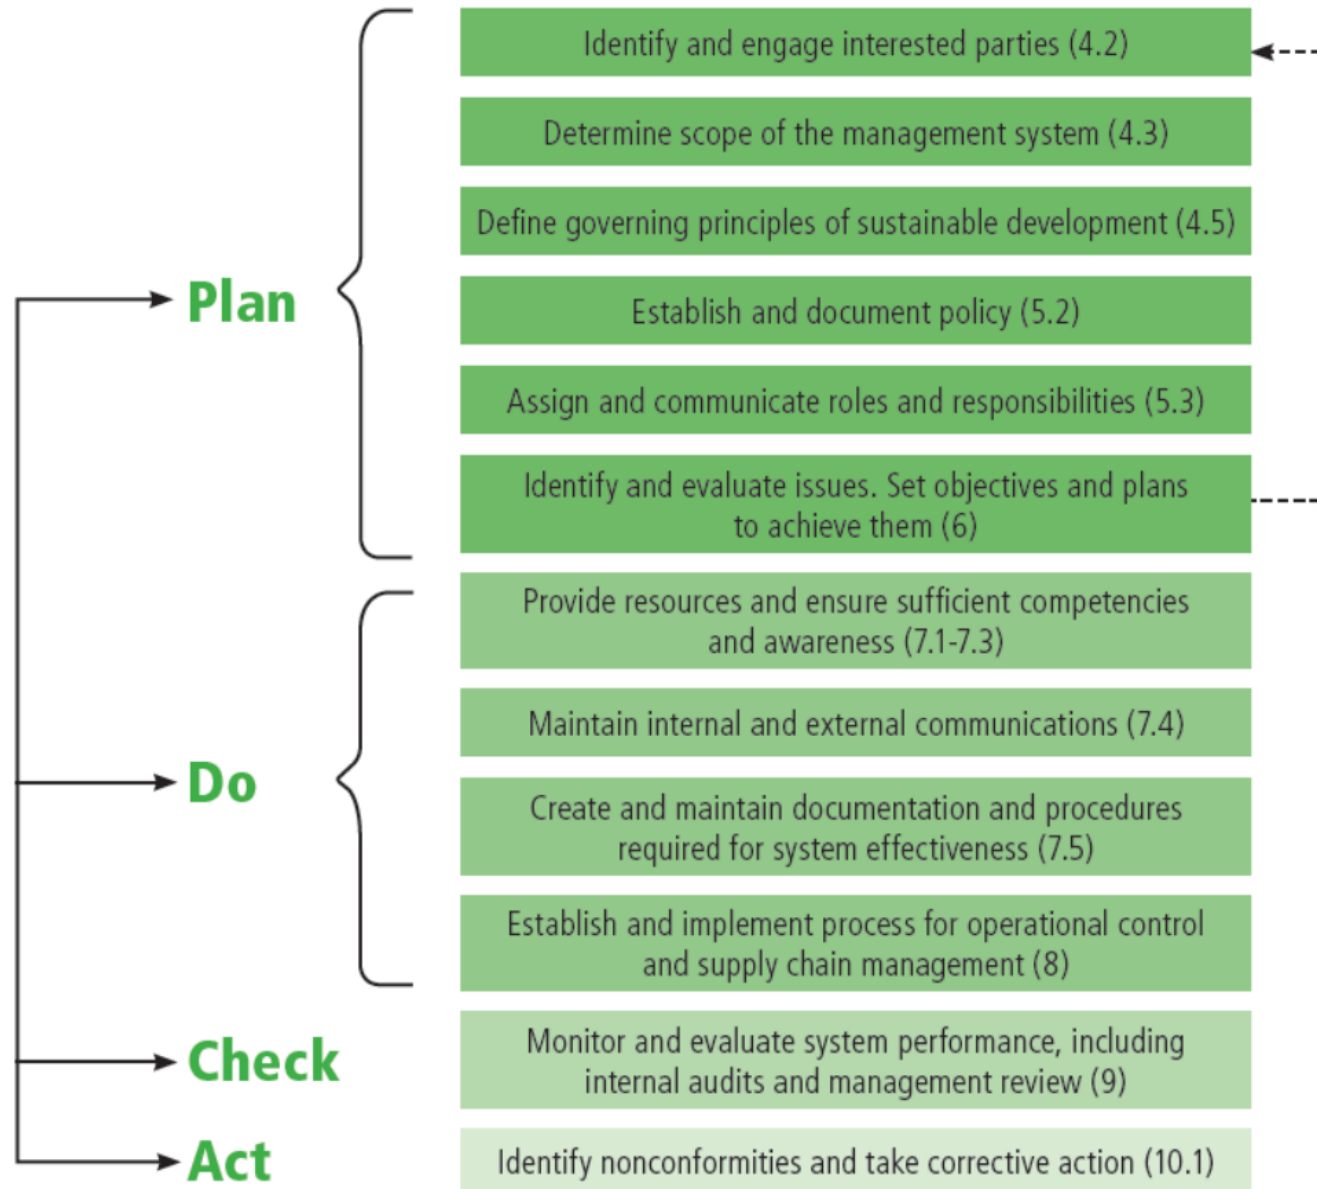 Identify and engage interested parties (4.2)
Determine scope of the management system (4.3)
Define governing principles of sustainable development (4.5)
Plan
Establish and document policy (5.2)
Assign and communicate roles and responsibilities (5.3)
Identify and evaluate issues. Set objectives and plans
to achieve them (6)
Provide resources and ensure sufficient competencies
and awareness (7.1-7.3)
Maintain internal and external communications (7.4)
Do
Create and maintain documentation and procedures
required for system effectiveness (7.5)
Establish and implement process for operational control
and supply chain management (8)
Check
Monitor and evaluate system performance, including
internal audits and management review (9)
Act
Identify nonconformities and take corrective action (10.1)